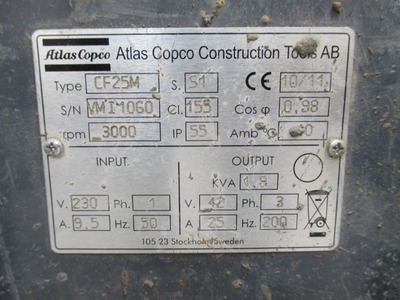 Atlas Copco Atlas Copco Construction Tools AB
Type CF25M S. S1 CE 10/11
S/N VMI1060 Cl. 155 Cos φ 0,98
rpm 3000 IP 55 Amb °C
INPUT OUTPUT
KVA 1,8
V. 230 Ph. 1 V. 42 Ph. 3
A. 9,5 Hz. 50 A. 25 Hz. 200
105 23 Stockholm Sweden